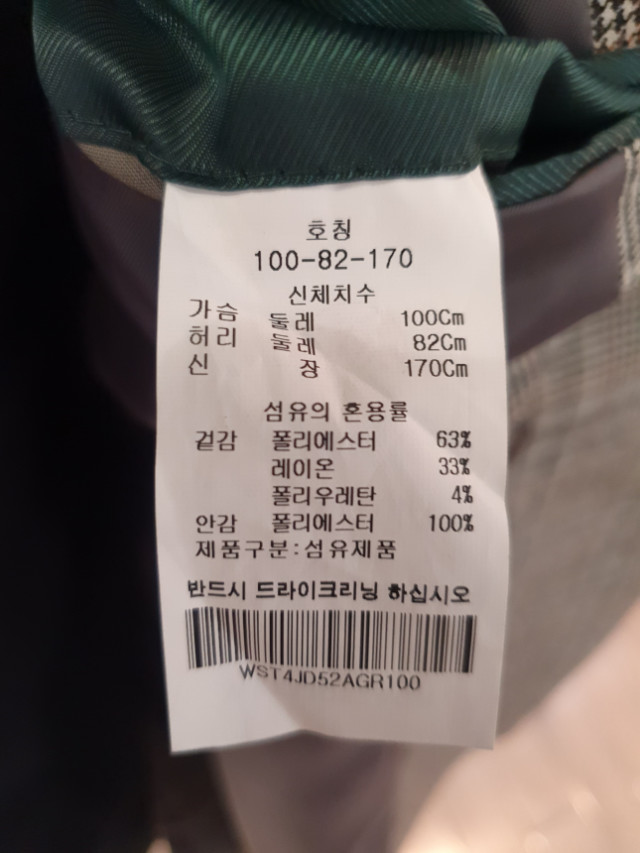 호칭
100-82-170
신체치수
가슴 둘레 100Cm
허리 둘레 82Cm
신 장 170Cm
섬유의 혼용률
겉감 폴리에스터 63%
레이온 33%
폴리우레탄 4%
안감 폴리에스터 100%
제품구분:섬유제품
반드시 드라이크리닝 하십시오
WST4JD52AGR100